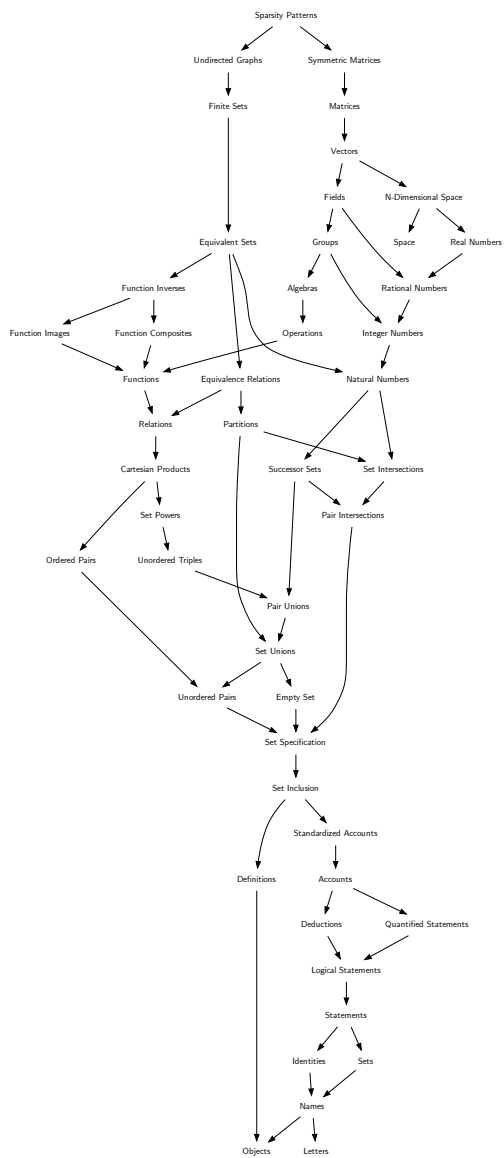 Sparsity Patterns
Undirected Graphs
Symmetric Matrices
Finite Sets
Matrices
Vectors
Fields
N-Dimensional Space
Equivalent Sets
Groups
Space
Real Numbers
Function Inverses
Algebras
Rational Numbers
Function Images
Function Composites
Operations
Integer Numbers
Functions
Equivalence Relations
Natural Numbers
Relations
Partitions
Cartesian Products
Successor Sets
Set Intersections
Set Powers
Pair Intersections
Ordered Pairs
Unordered Triples
Pair Unions
Set Unions
Unordered Pairs
Empty Set
Set Specification
Set Inclusion
Standardized Accounts
Definitions
Accounts
Deductions
Quantified Statements
Logical Statements
Statements
Identities
Sets
Names
Objects
Letters